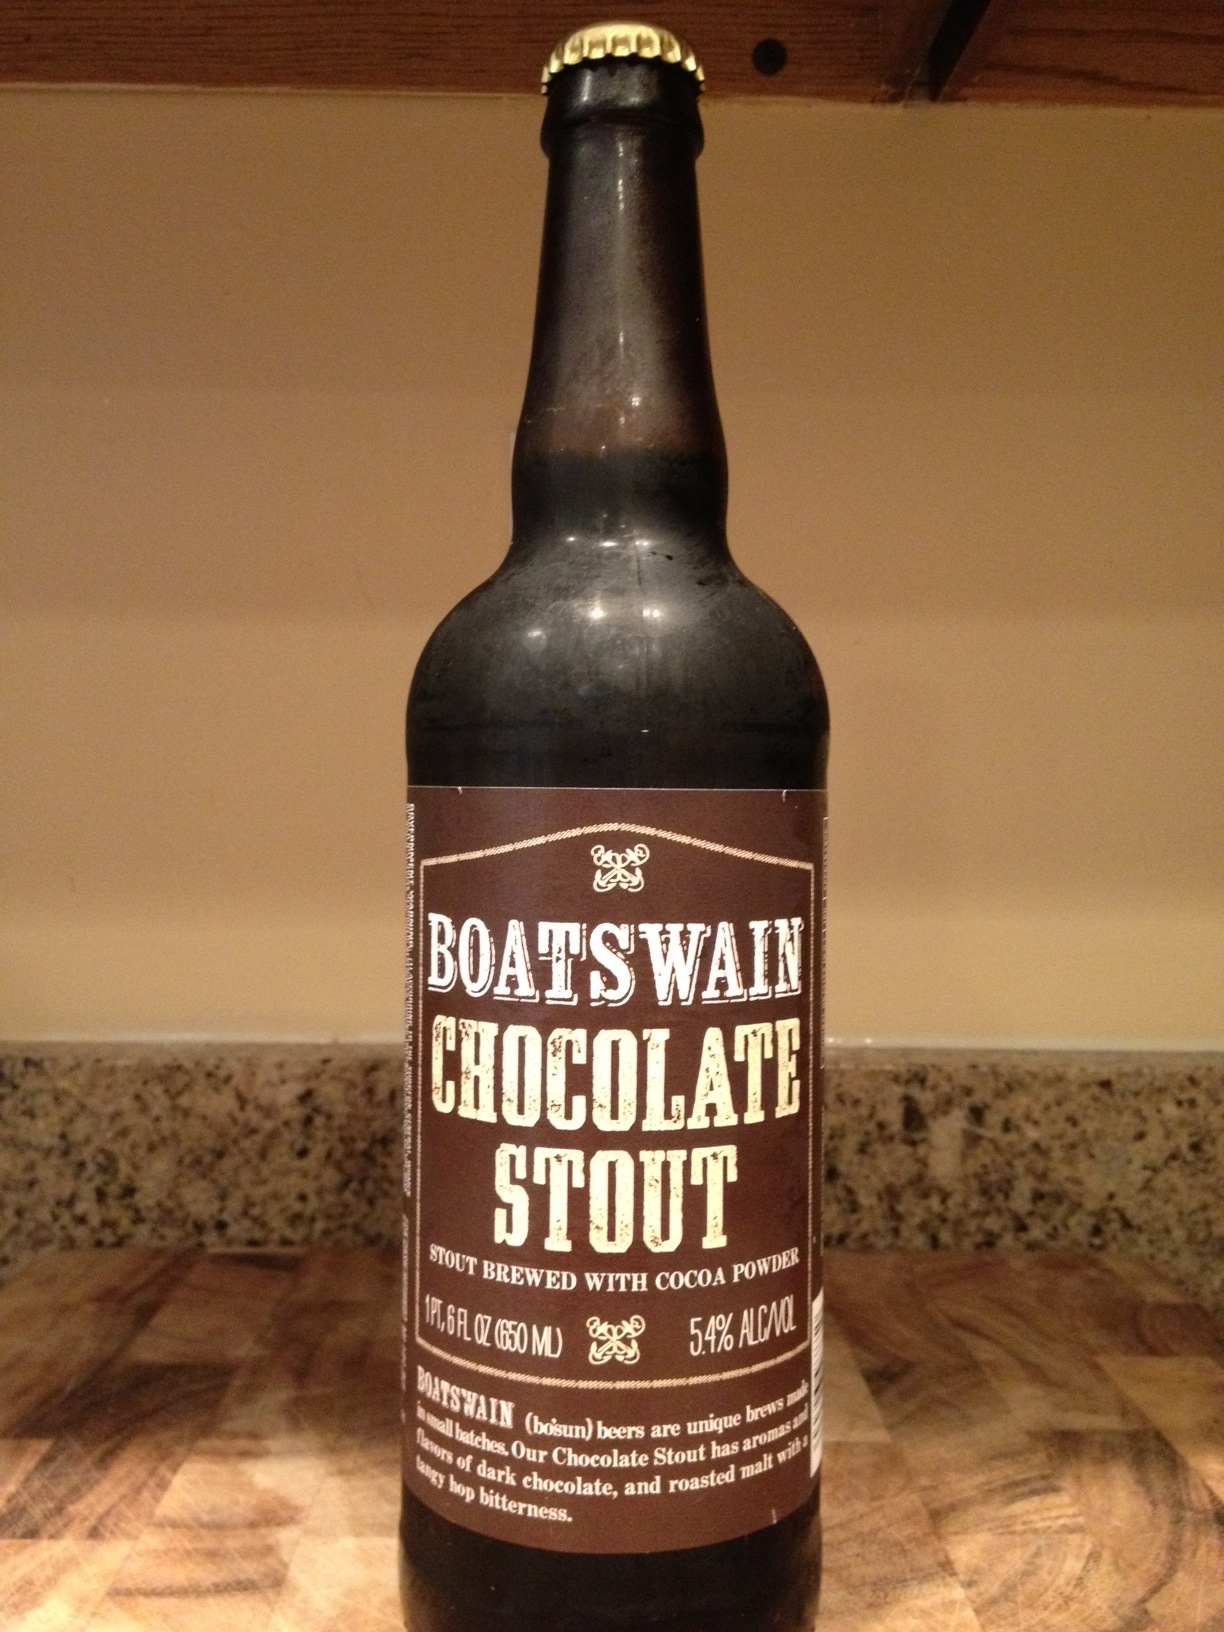 BOATSWAIN
CHOCOLATE
STOUT
STOUT BREWED WITH COCOA POWDER
1 PT, 6 FL OZ (650 ML)
5.4% ALC/VOL
BOATSWAIN (bo'sun) beers are unique brews made
in small batches. Our Chocolate Stout has aromas and
flavors of dark chocolate, and roasted malt with a
tangy hop bitterness.